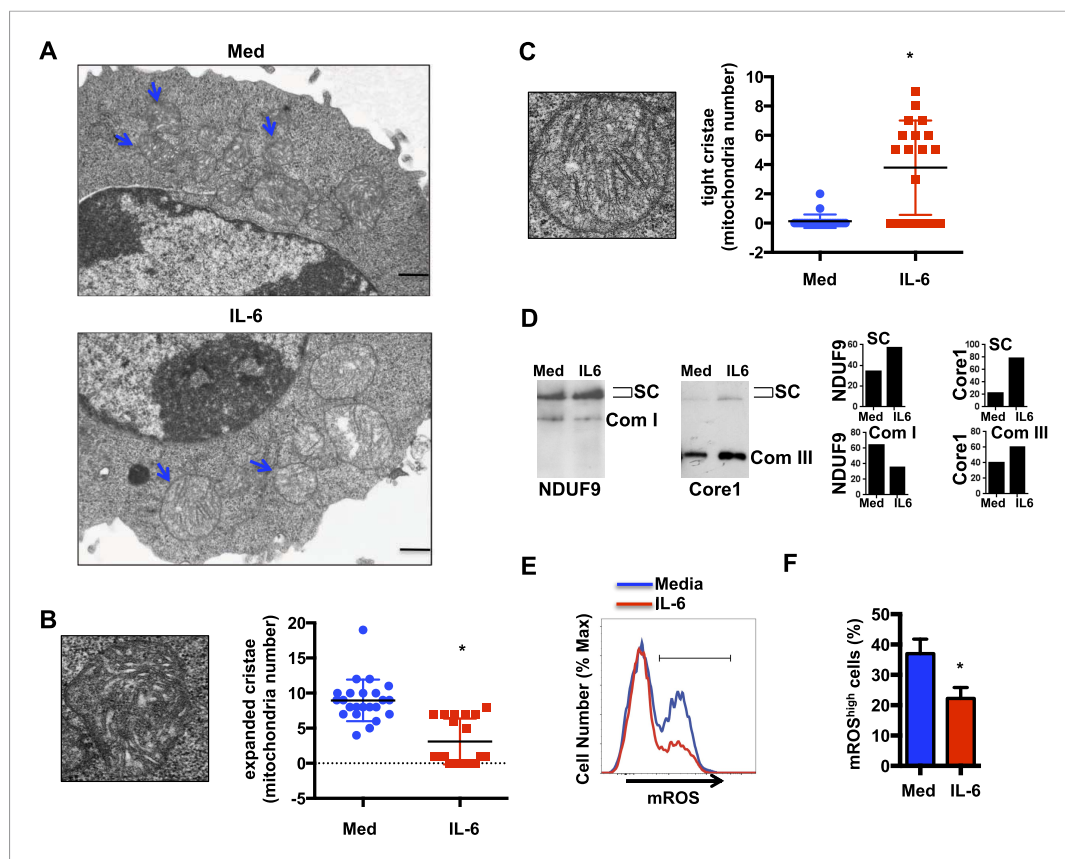 A
Med
IL-6
B
expanded cristae
(mitochondria number)
20
15
10
5
0
-5
Med
IL-6
*
C
tight cristae
(mitochondria number)
10
8
6
4
2
0
-2
Med
IL-6
*
D
Med IL6
SC
Com I
NDUF9
Med IL6
SC
Com III
Core1
NDUF9
SC
60
40
20
0
Med IL6
Core1
SC
100
80
60
40
20
0
Med IL6
NDUF9
Com I
80
60
40
20
0
Med IL6
Core1
Com III
80
60
40
20
0
Med IL6
E
Media
IL-6
Cell Number (% Max)
mROS
F
mROShigh cells (%)
50
40
30
20
10
0
*
Med
IL-6